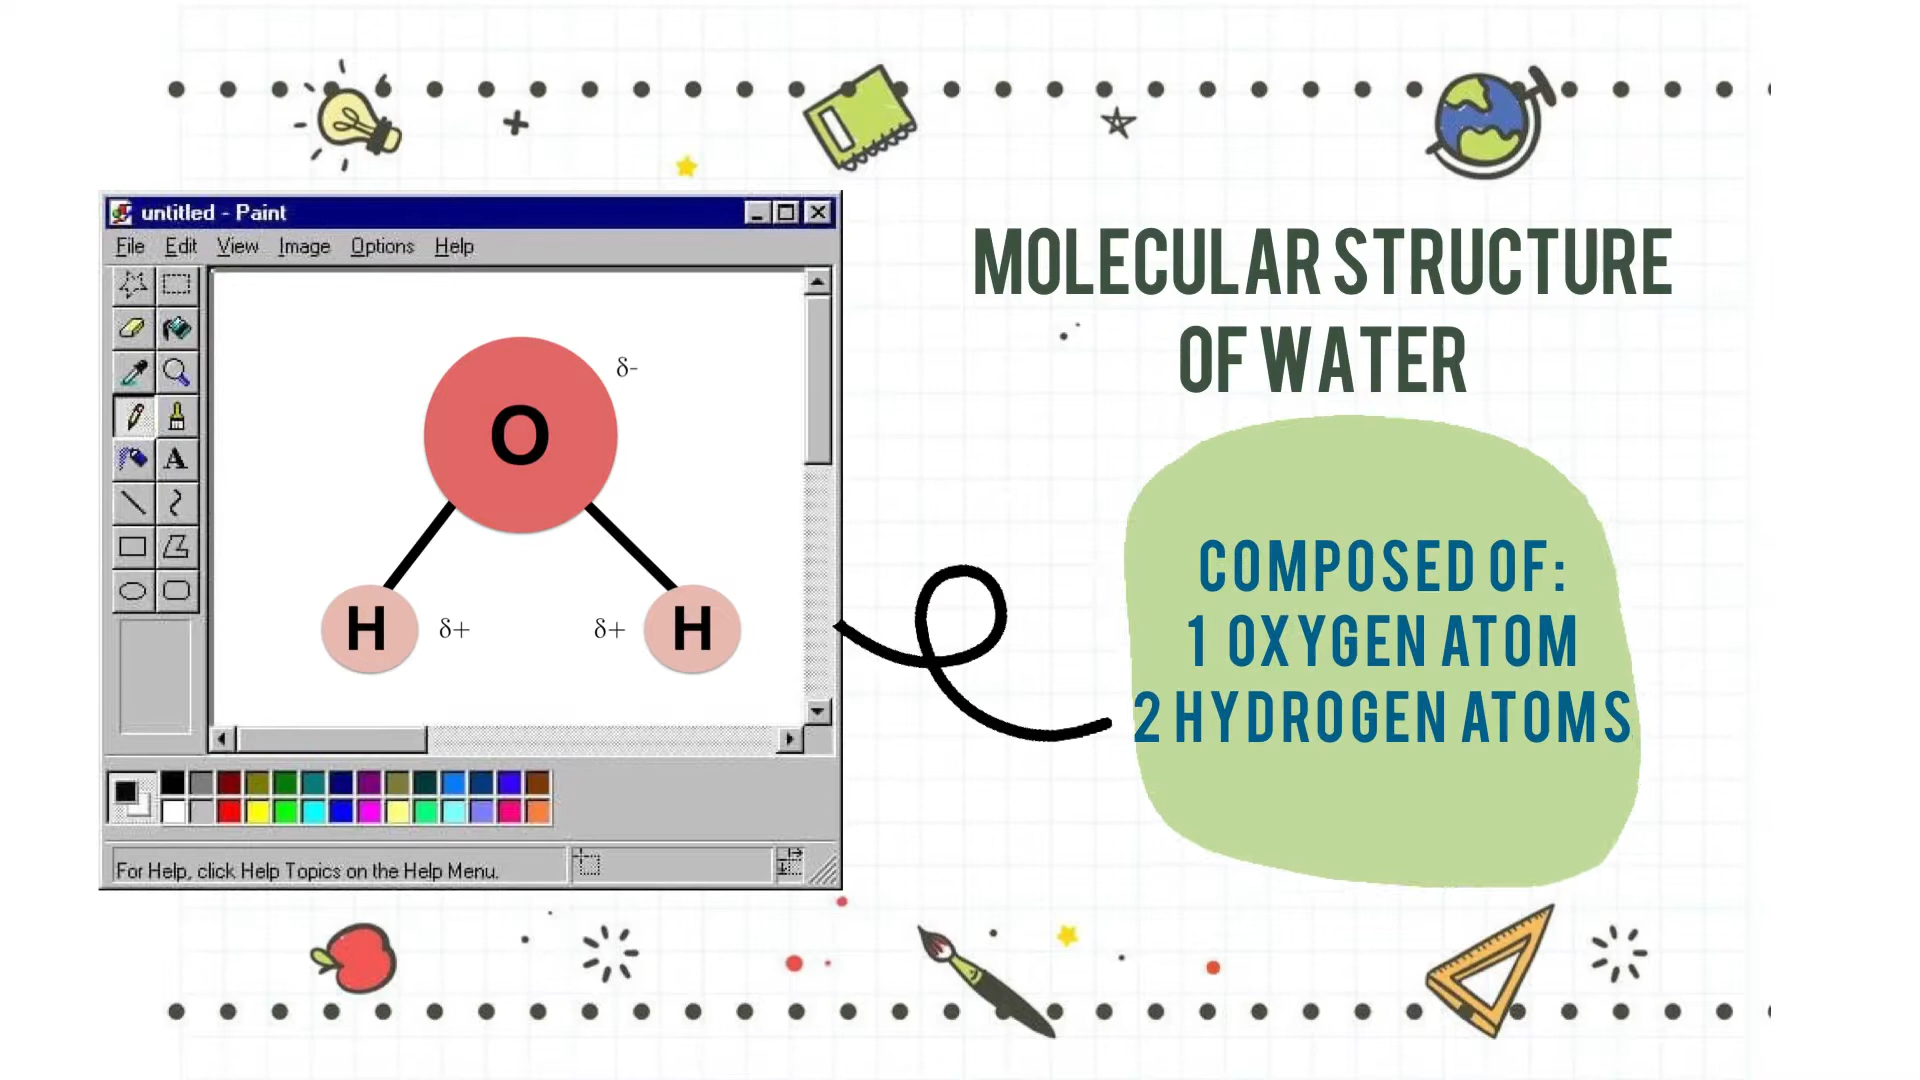 untitled - Paint
File Edit View Image Options Help
A
δ-
O
H δ+ δ+ H
For Help, click Help Topics on the Help Menu.
MOLECULAR STRUCTURE
OF WATER
COMPOSED OF:
1 OXYGEN ATOM
2 HYDROGEN ATOMS